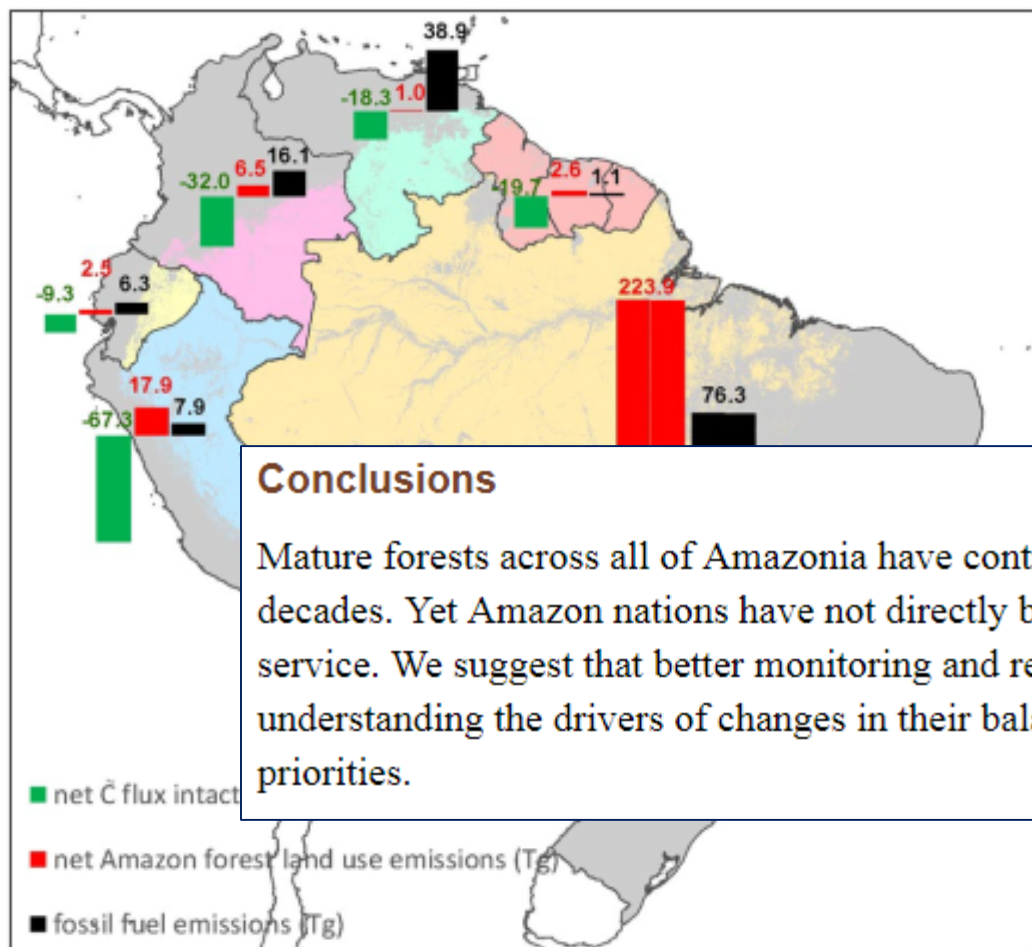 38.9
-18.3
1.0
16.1
6.5
-32.0
2.6
1.1
-19.7
2.5
6.3
-9.3
223.9
17.9
7.9
-67.3
76.3
Conclusions
Mature forests across all of Amazonia have cont
decades. Yet Amazon nations have not directly b
service. We suggest that better monitoring and re
understanding the drivers of changes in their bal
priorities.
net C flux intact
net Amazon forest land use emissions (Tg)
fossil fuel emissions (Tg)